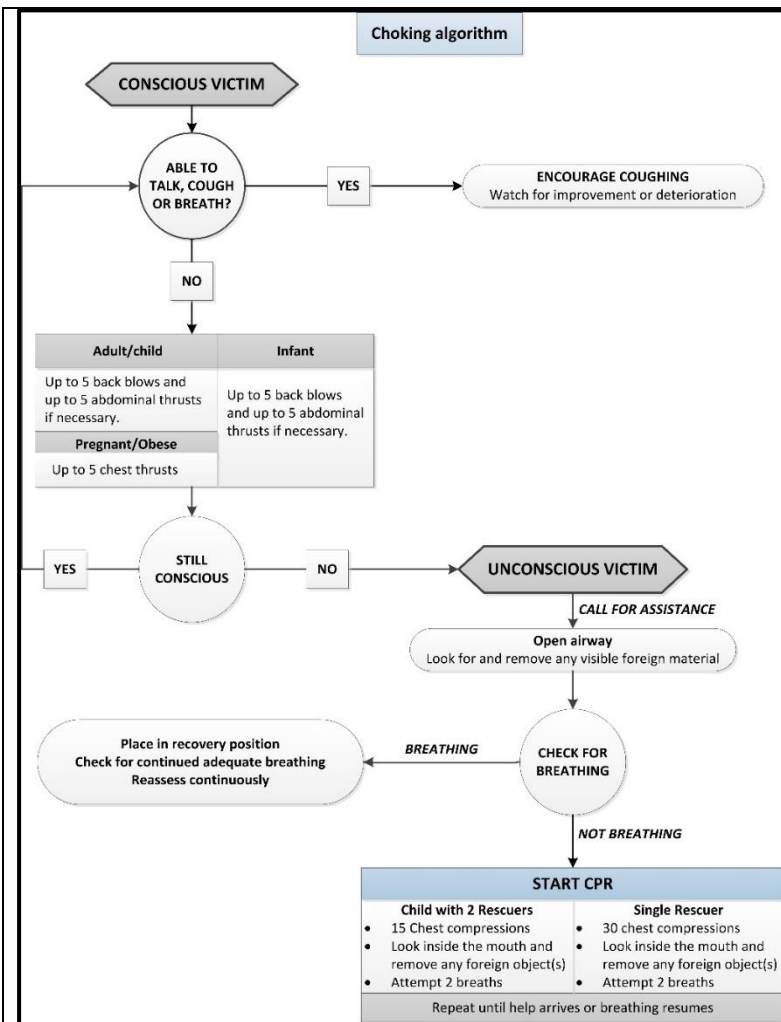 Choking algorithm
CONSCIOUS VICTIM
ABLE TO
TALK, COUGH
OR BREATH?
YES
ENCOURAGE COUGHING
Watch for improvement or deterioration
NO
Adult/child
Up to 5 back blows and
up to 5 abdominal thrusts
if necessary.
Pregnant/Obese
Up to 5 chest thrusts
Infant
Up to 5 back blows
and up to 5 abdominal
thrusts if necessary.
STILL
CONSCIOUS
YES
NO
UNCONSCIOUS VICTIM
CALL FOR ASSISTANCE
Open airway
Look for and remove any visible foreign material
CHECK FOR
BREATHING
BREATHING
Place in recovery position
Check for continued adequate breathing
Reassess continuously
NOT BREATHING
START CPR
Child with 2 Rescuers
• 15 Chest compressions
• Look inside the mouth and
remove any foreign object(s)
• Attempt 2 breaths
Single Rescuer
• 30 chest compressions
• Look inside the mouth and
remove any foreign object(s)
• Attempt 2 breaths
Repeat until help arrives or breathing resumes